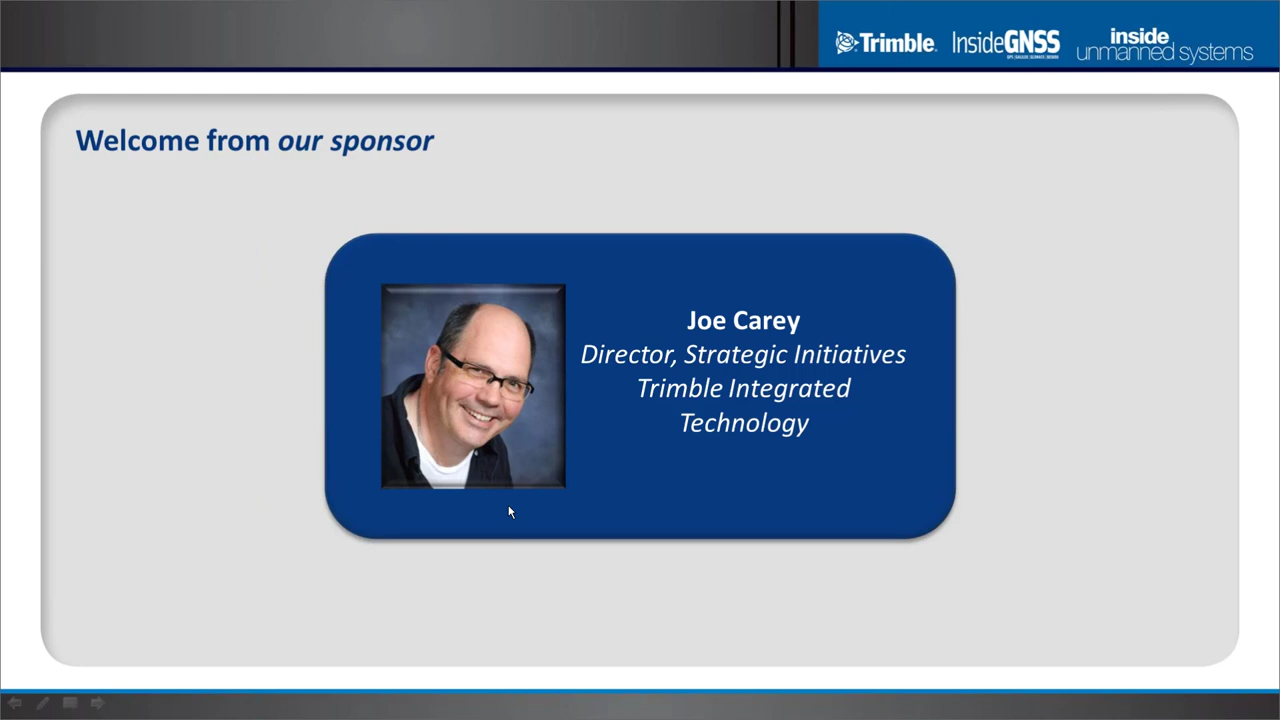 Trimble InsideGNSS inside
unmanned systems
Welcome from our sponsor
Joe Carey
Director, Strategic Initiatives
Trimble Integrated
Technology